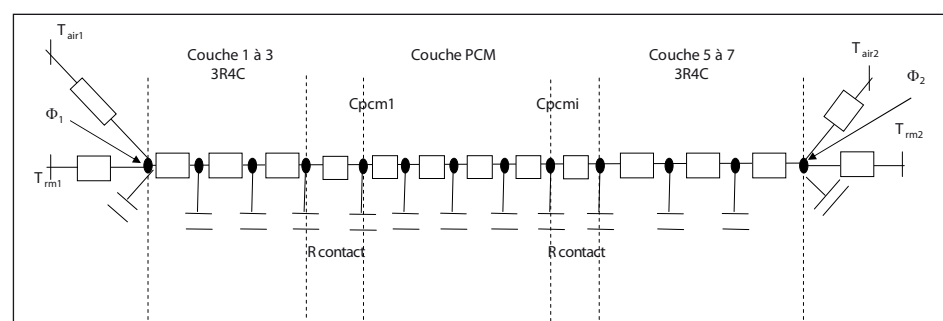 T air1
Couche 1 à 3
3R4C
Couche PCM
Couche 5 à 7
3R4C
T air2
Φ1
Cpcm1
Cpcmi
Φ2
T rm2
T rm1
R contact
R contact